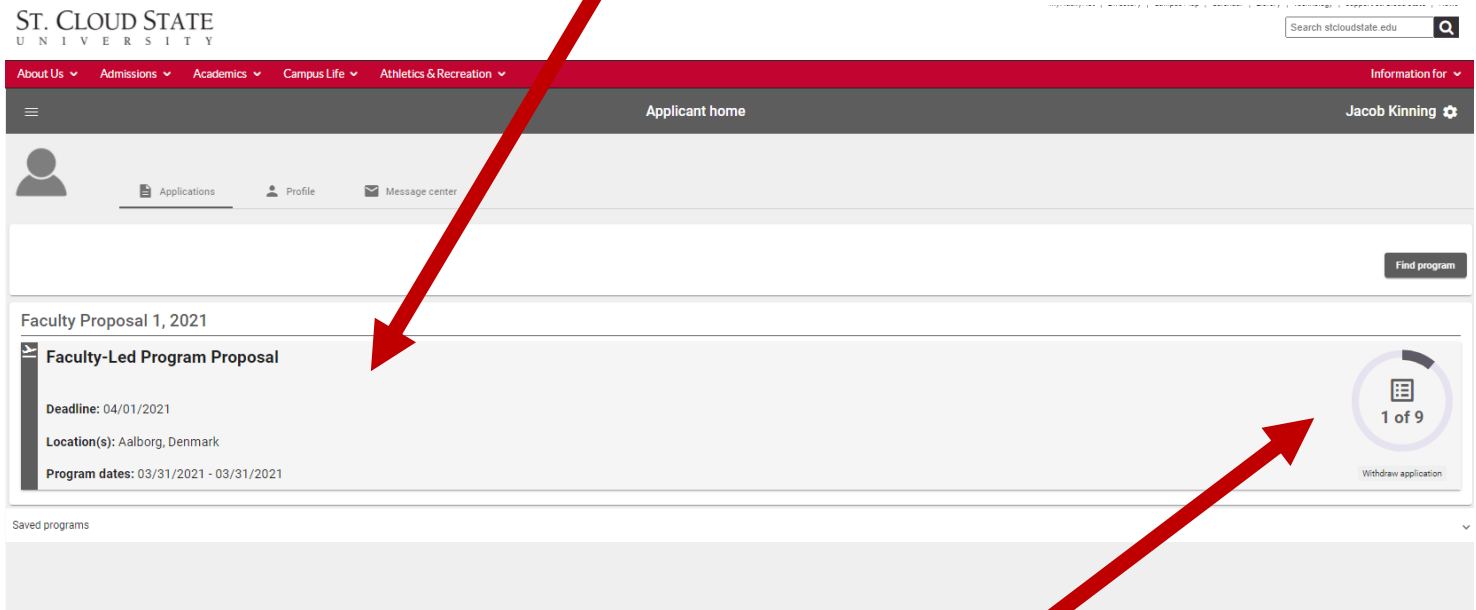 ST. CLOUD STATE
UNIVERSITY
Search stcloudstate.edu
About Us Admissions Academics Campus Life Athletics & Recreation Information for
Applicant home Jacob Kinning
Applications Profile Message center
Find program
Faculty Proposal 1, 2021
Faculty-Led Program Proposal
Deadline: 04/01/2021
Location(s): Aalborg, Denmark
Program dates: 03/31/2021 - 03/31/2021
1 of 9
Withdraw application
Saved programs